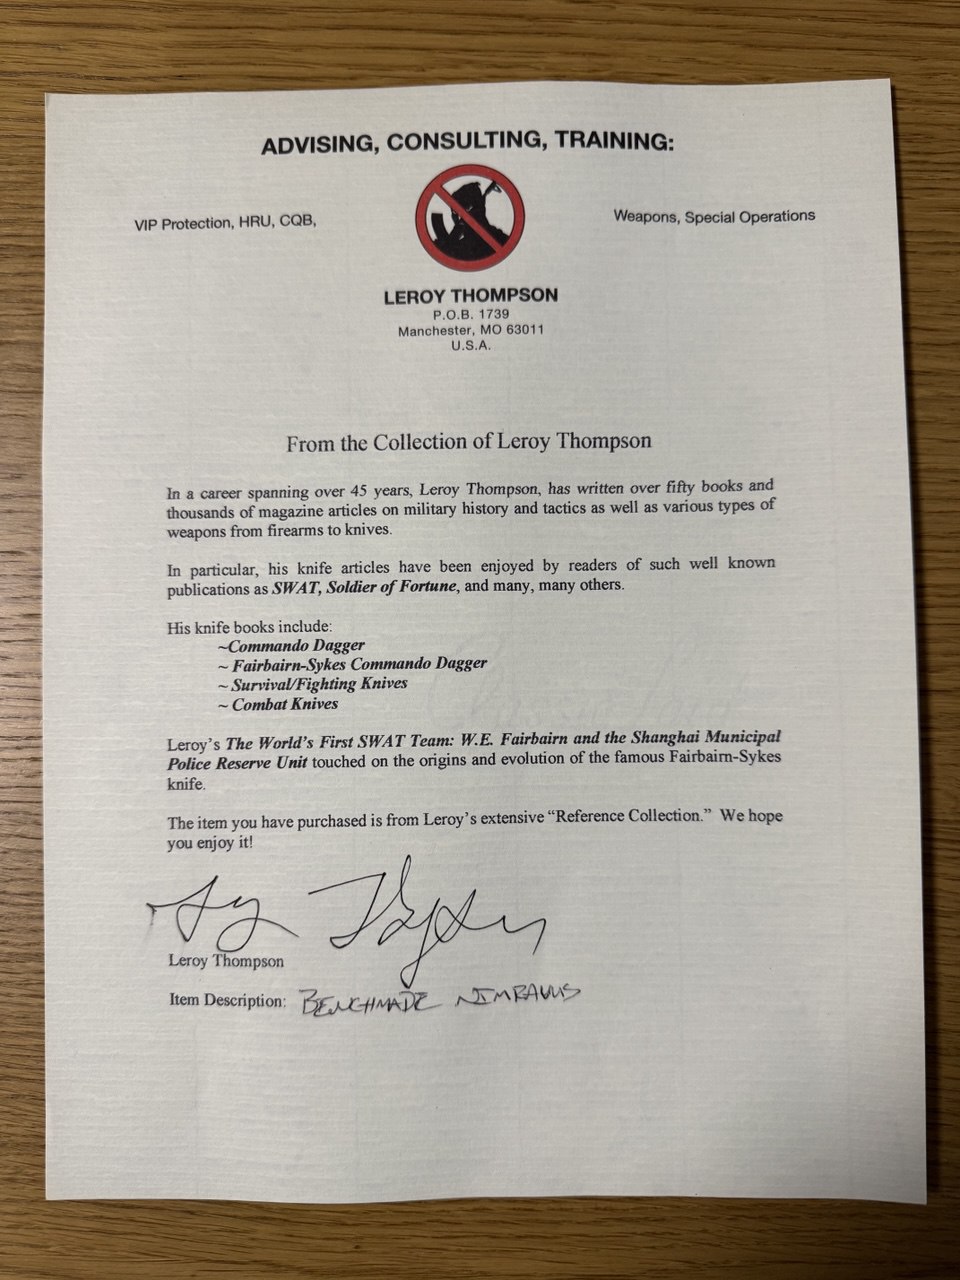 ADVISING, CONSULTING, TRAINING:
VIP Protection, HRU, CQB,
Weapons, Special Operations
LEROY THOMPSON
P.O.B. 1739
Manchester, MO 63011
U.S.A.
From the Collection of Leroy Thompson
In a career spanning over 45 years, Leroy Thompson, has written over fifty books and
thousands of magazine articles on military history and tactics as well as various types of
weapons from firearms to knives.
In particular, his knife articles have been enjoyed by readers of such well known
publications as SWAT, Soldier of Fortune, and many, many others.
His knife books include:
~Commando Dagger
~ Fairbairn-Sykes Commando Dagger
~ Survival/Fighting Knives
~ Combat Knives
Leroy's The World's First SWAT Team: W.E. Fairbairn and the Shanghai Municipal
Police Reserve Unit touched on the origins and evolution of the famous Fairbairn-Sykes
knife.
The item you have purchased is from Leroy's extensive “Reference Collection.” We hope
you enjoy it!
Leroy Thompson
Item Description: BENCHMADE NIMRAVUS